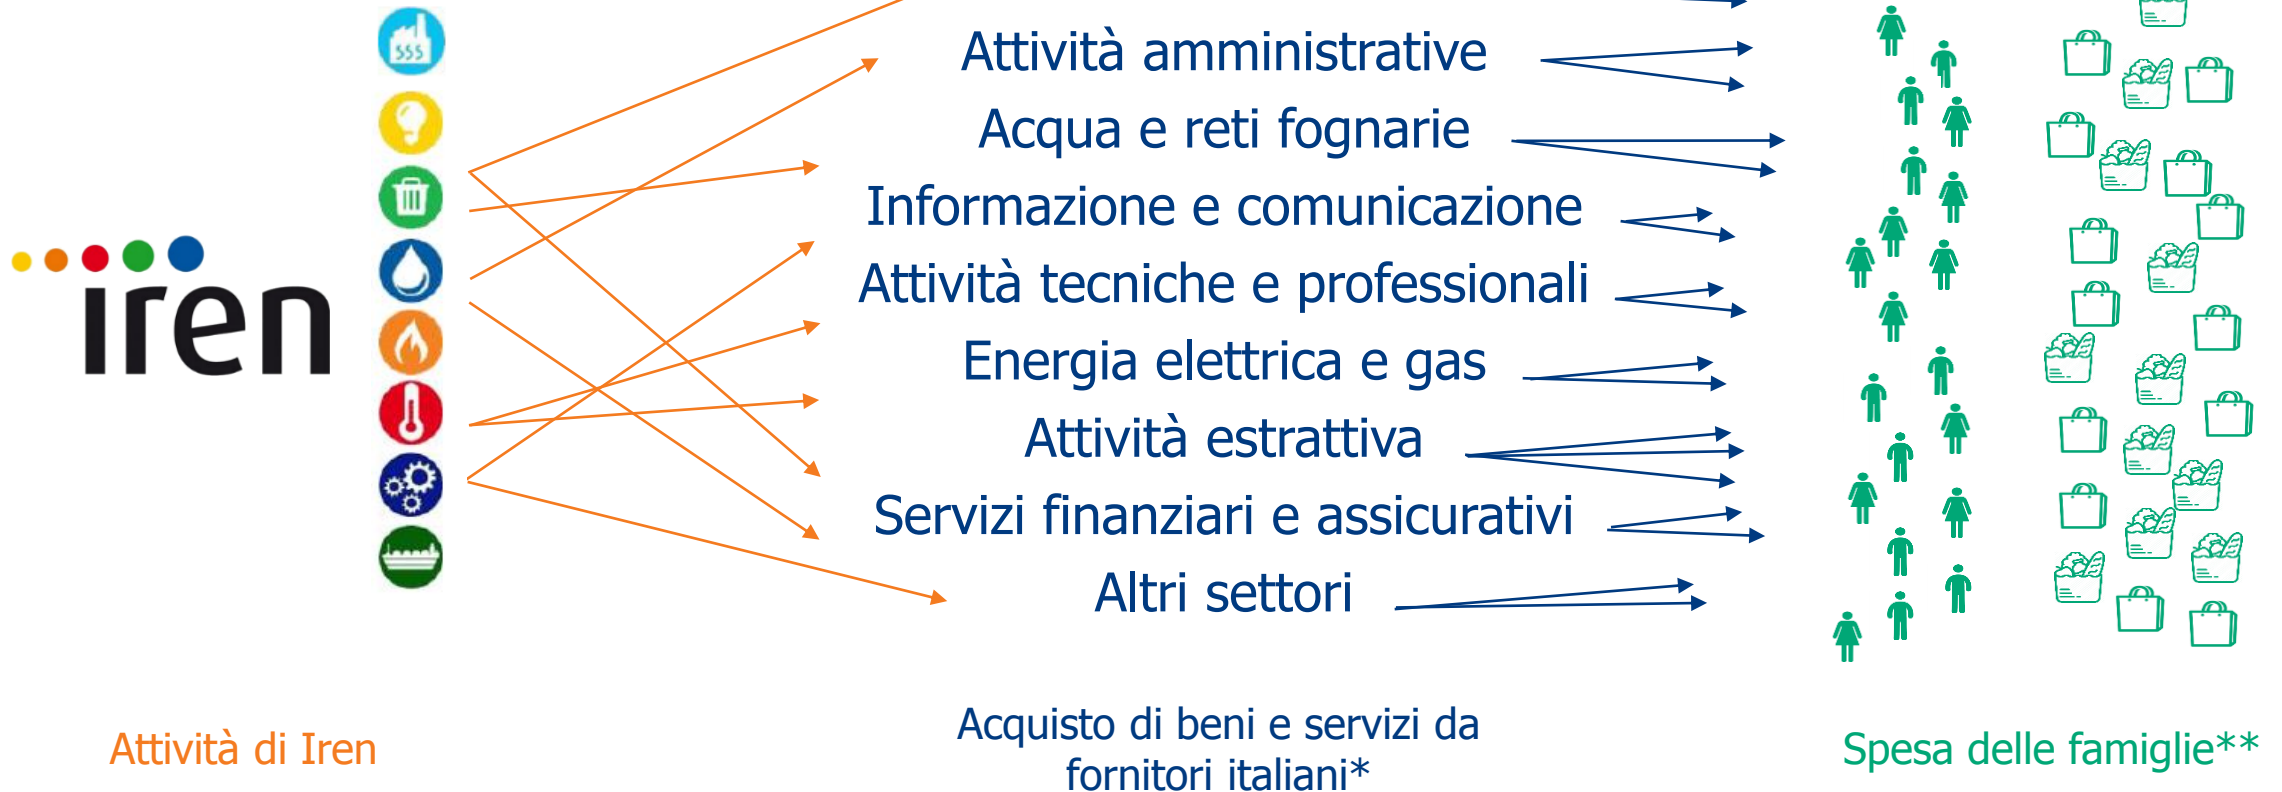 Attività amministrative
Acqua e reti fognarie
Informazione e comunicazione
Attività tecniche e professionali
Energia elettrica e gas
Attività estrattiva
Servizi finanziari e assicurativi
Altri settori
iren
Attività di Iren
Acquisto di beni e servizi da
fornitori italiani*
Spesa delle famiglie**